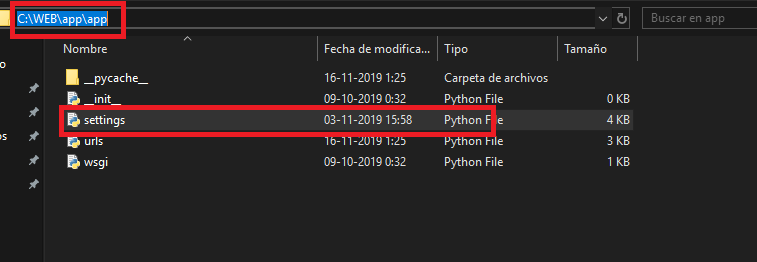 C:\WEB\app\app Buscar en app
Nombre Fecha de modifica... Tipo Tamaño
__pycache__ 16-11-2019 1:25 Carpeta de archivos
__init__ 09-10-2019 0:32 Python File 0 KB
settings 03-11-2019 15:58 Python File 4 KB
urls 16-11-2019 1:25 Python File 3 KB
wsgi 09-10-2019 0:32 Python File 1 KB
o
os